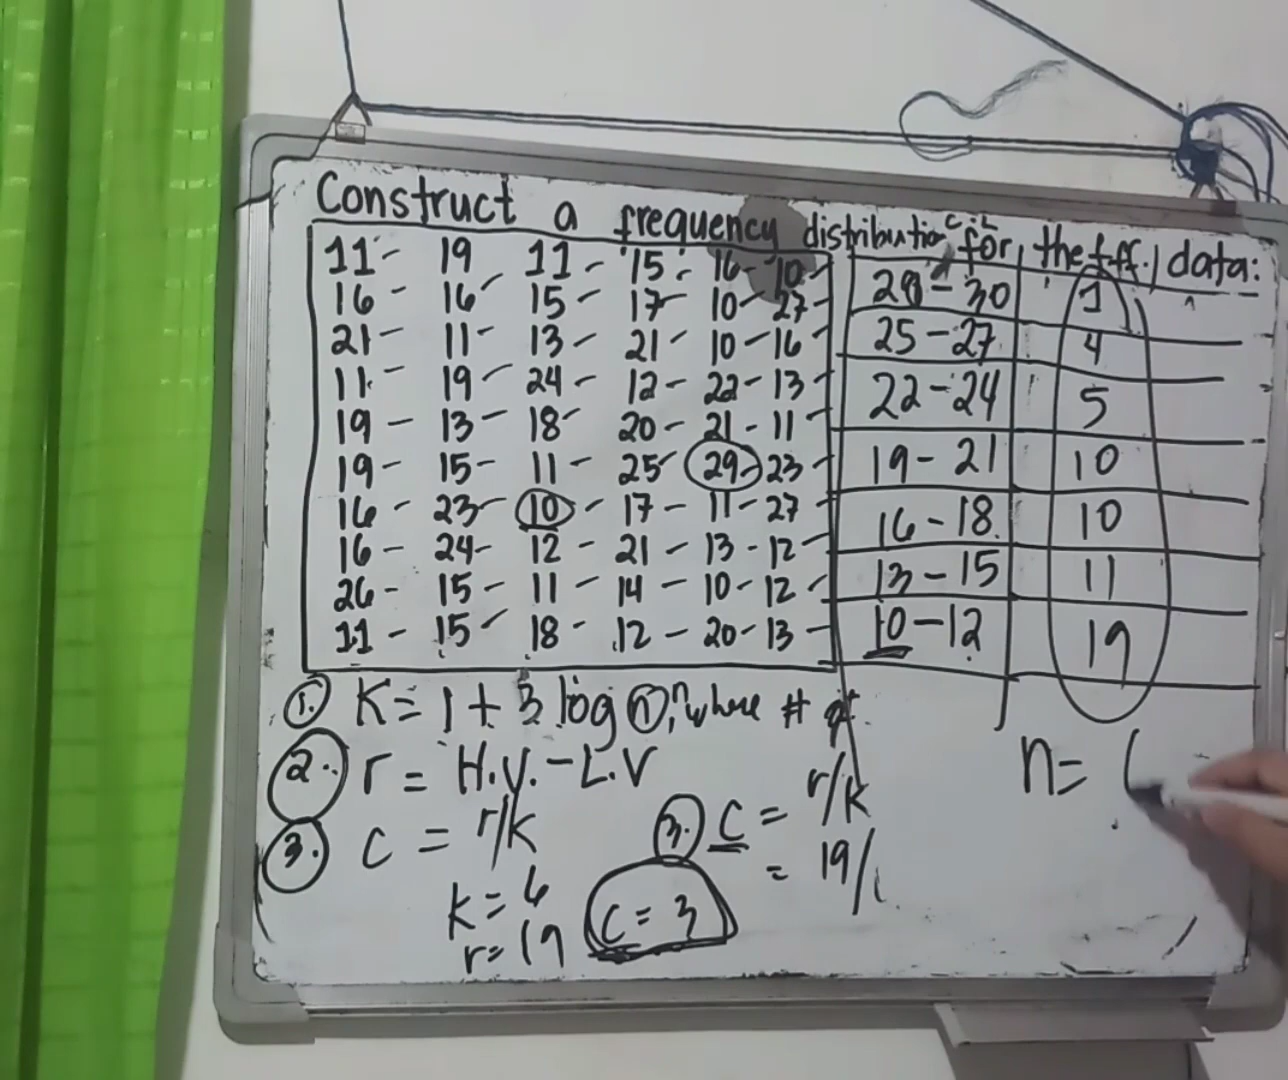 Construct a frequency distribution for the ff. data:
C.L f
11- 19 11- 15- 16- 10-
16- 16- 15- 17- 10- 27-
21- 11- 13- 21- 10- 16
11- 19- 24- 12- 22- 13-
19- 13- 18- 20- 21- 11-
19- 15- 11- 25- 29- 23-
16- 23- 10- 17- 11- 27-
16- 24- 12- 21- 13- 12-
26- 15- 11- 14- 10- 12-
11- 15- 18- 12- 20- 13-
28-30 1
25-27 4
22-24 5
19-21 10
16-18 10
13-15 11
10-12 19
1. K = 1 + 3 log n, where # of
2. r = H.V. - L.V
3. C = r/k
k = 6
r = 19
3. C = r/k
= 19/
C = 3
n =